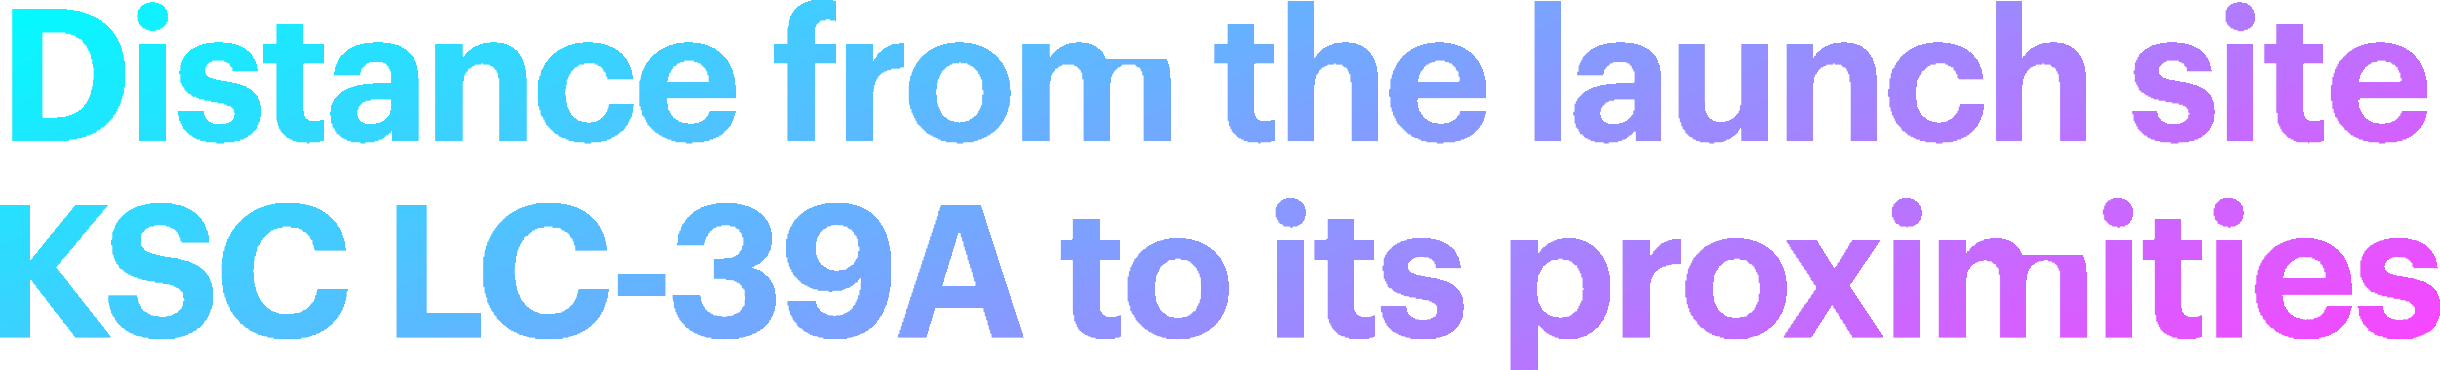 Distance from the launch site
KSC LC-39A to its proximities